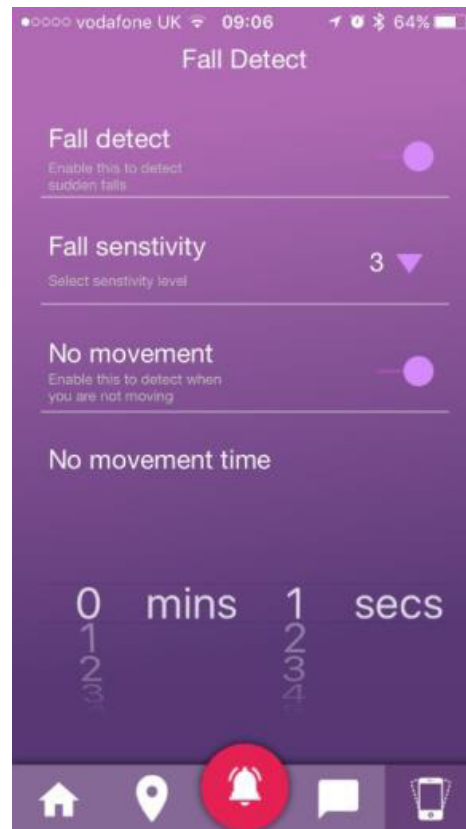 vodafone UK 09:06 64%
Fall Detect
Fall detect
Enable this to detect
sudden falls
Fall senstivity
3
Select senstivity level
No movement
Enable this to detect when
you are not moving
No movement time
0 mins 1 secs
1 2
2 3
3 4